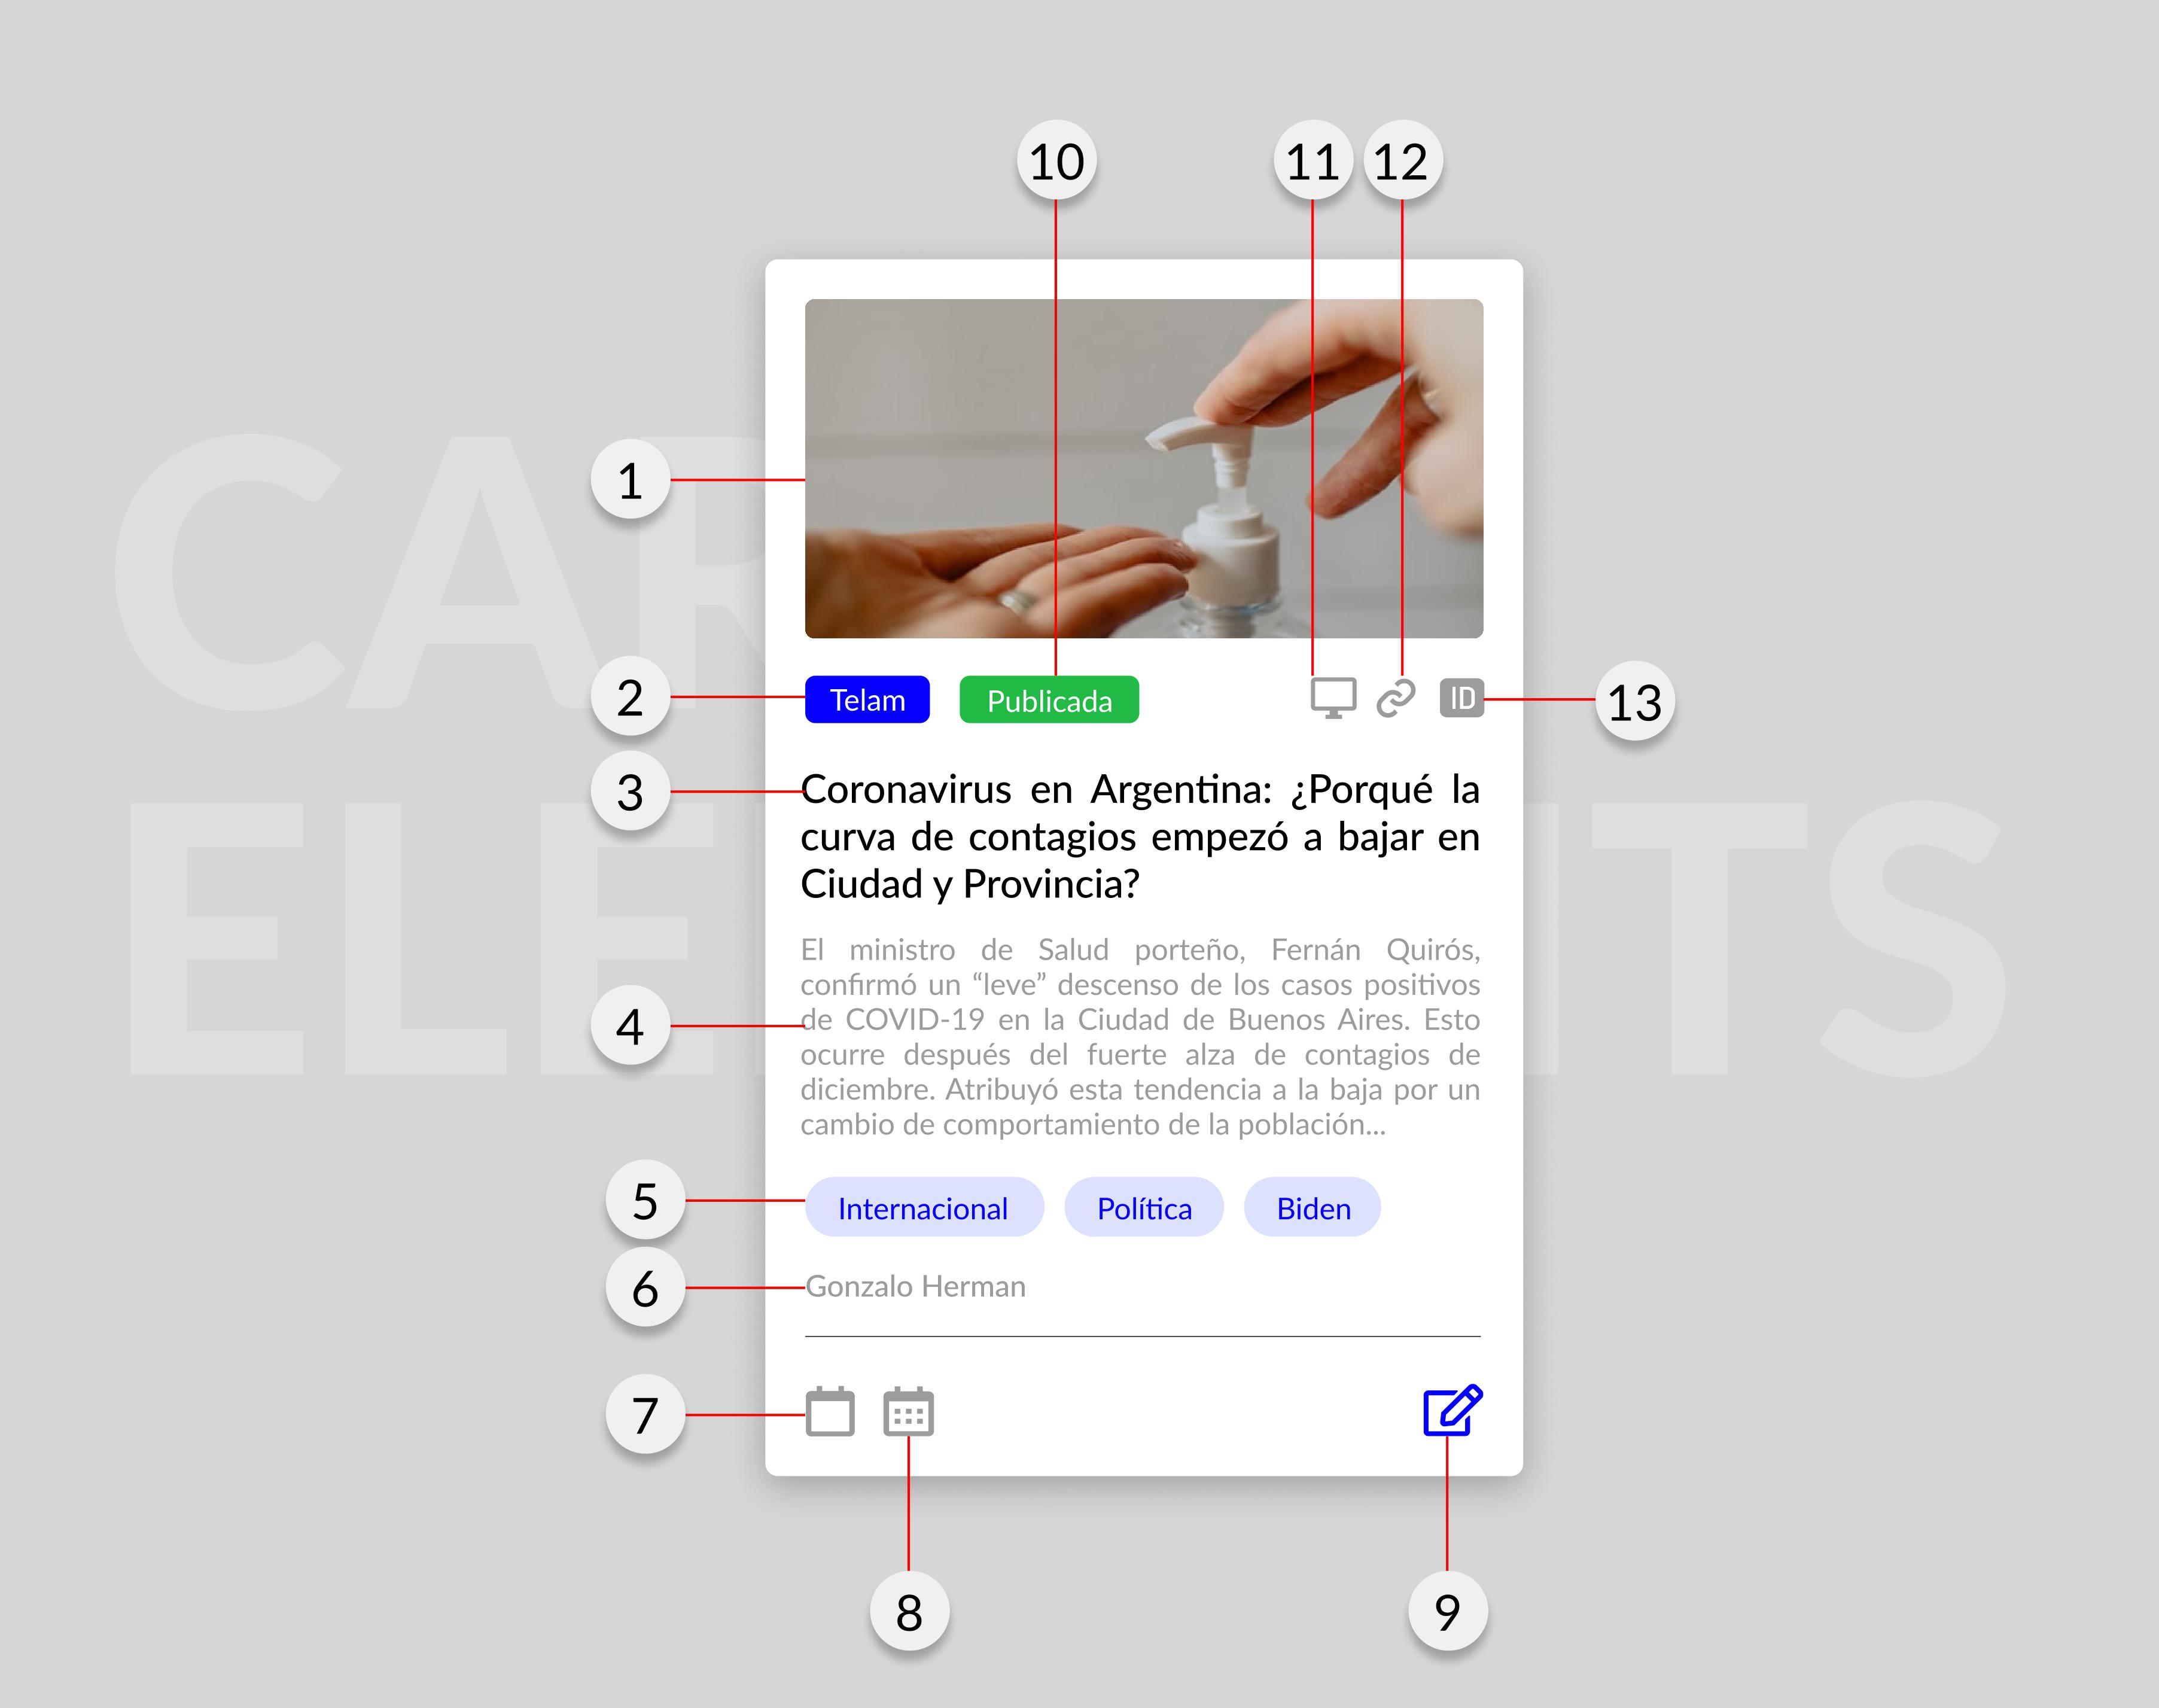 10 11 12
1
2 Telam Publicada ID 13
3 Coronavirus en Argentina: ¿Porqué la
curva de contagios empezó a bajar en
Ciudad y Provincia?
El ministro de Salud porteño, Fernán Quirós,
confirmó un “leve” descenso de los casos positivos
4 de COVID-19 en la Ciudad de Buenos Aires. Esto
ocurre después del fuerte alza de contagios de
diciembre. Atribuyó esta tendencia a la baja por un
cambio de comportamiento de la población...
5 Internacional Política Biden
6 Gonzalo Herman
7
8 9